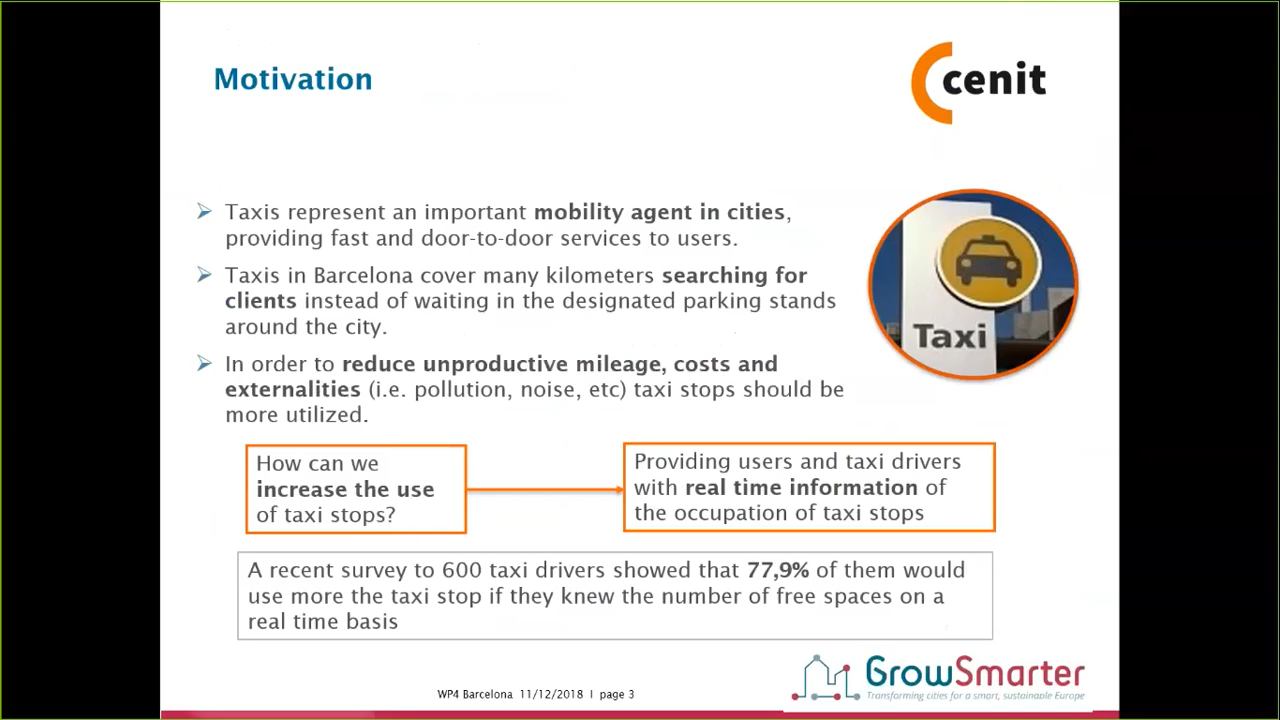 Motivation
cenit
Taxis represent an important mobility agent in cities,
providing fast and door-to-door services to users.
Taxis in Barcelona cover many kilometers searching for
clients instead of waiting in the designated parking stands
around the city.
In order to reduce unproductive mileage, costs and
externalities (i.e. pollution, noise, etc) taxi stops should be
more utilized.
Taxi
How can we
increase the use
of taxi stops?
Providing users and taxi drivers
with real time information of
the occupation of taxi stops
A recent survey to 600 taxi drivers showed that 77,9% of them would
use more the taxi stop if they knew the number of free spaces on a
real time basis
WP4 Barcelona 11/12/2018 I page 3
GrowSmarter
Transforming cities for a smart, sustainable Europe